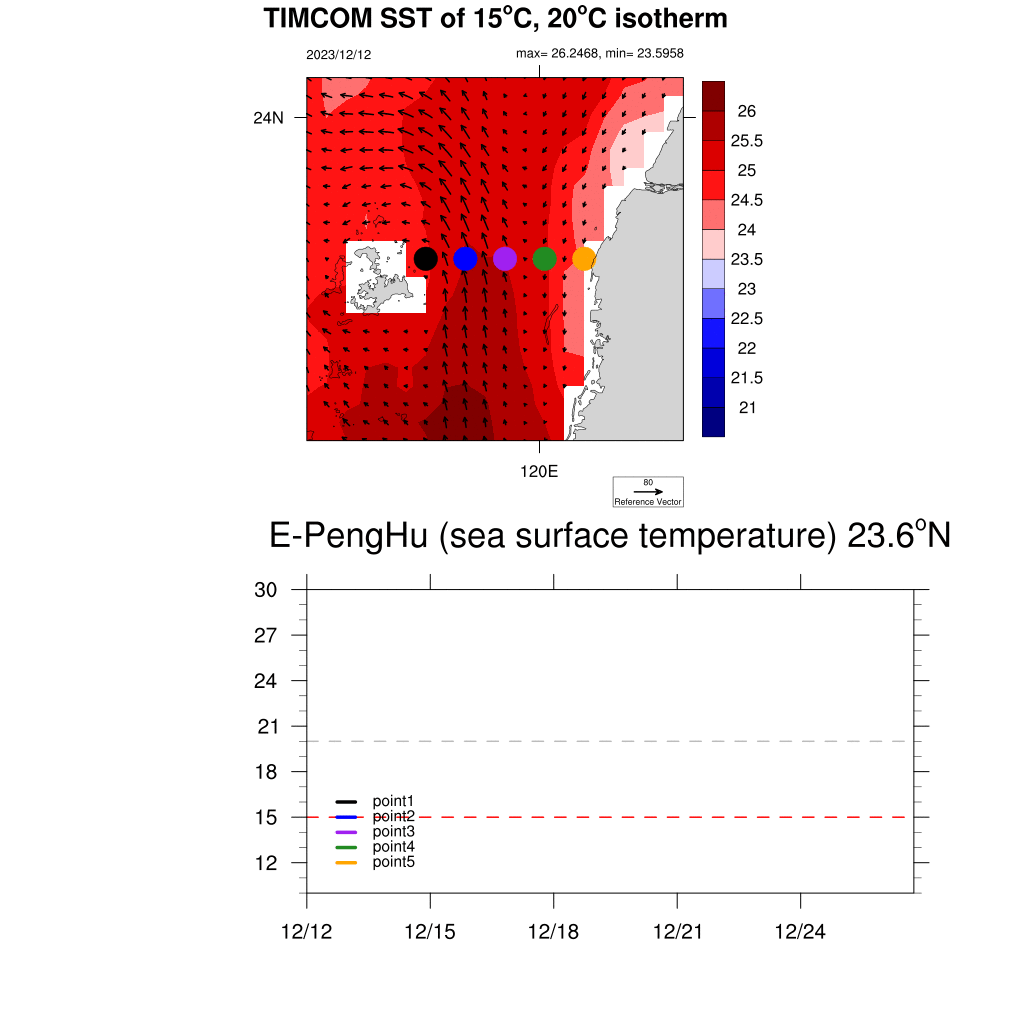 TIMCOM SST of 15°C, 20°C isotherm
2023/12/12
max= 26.2468, min= 23.5958
24N
120E
26
25.5
25
24.5
24
23.5
23
22.5
22
21.5
21
80
Reference Vector
E-PengHu (sea surface temperature) 23.6°N
30
27
24
21
18
15
12
point1
point2
point3
point4
point5
12/12
12/15
12/18
12/21
12/24